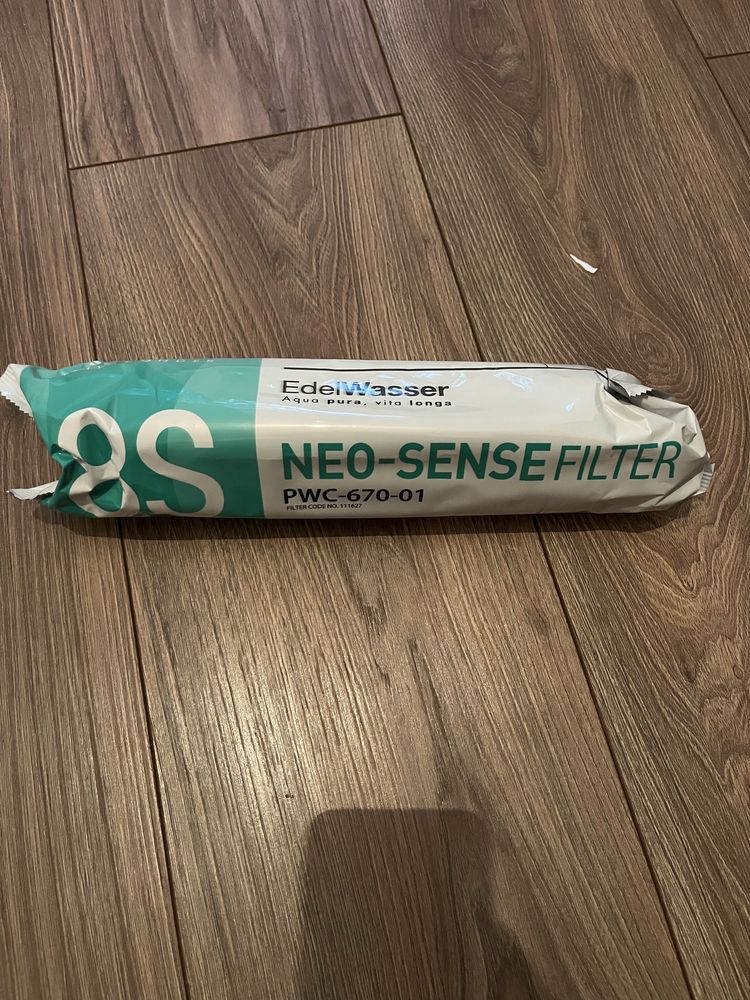 8S
EdelWasser
Aqua pura, vita longa
NEO-SENSE FILTER
PWC-670-01
FILTER CODE NO. 111627